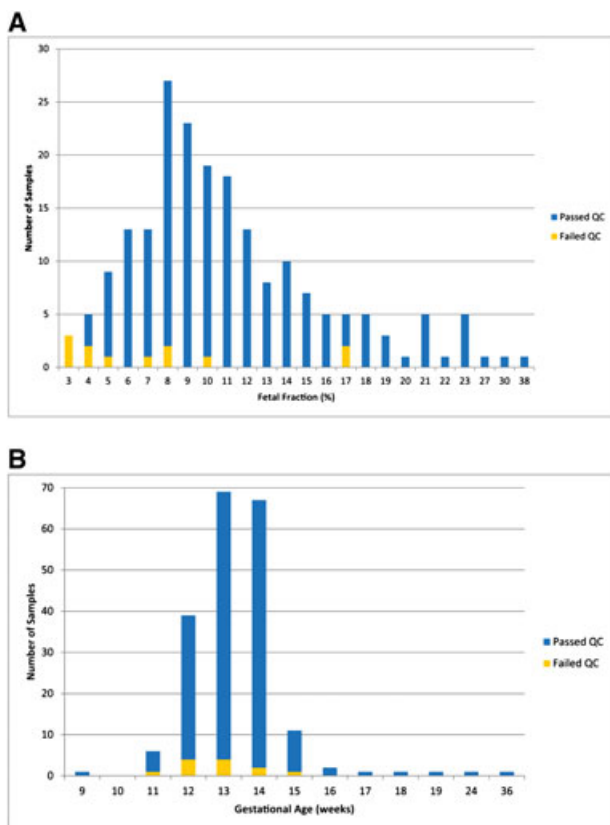 A
30
25
20
15
10
5
0
Number of Samples
3 4 5 6 7 8 9 10 11 12 13 14 15 16 17 18 19 20 21 22 23 27 30 38
Fetal Fraction (%)
Passed QC
Failed QC
B
70
60
50
40
30
20
10
0
Number of Samples
9 10 11 12 13 14 15 16 17 18 19 24 36
Gestational Age (weeks)
Passed QC
Failed QC